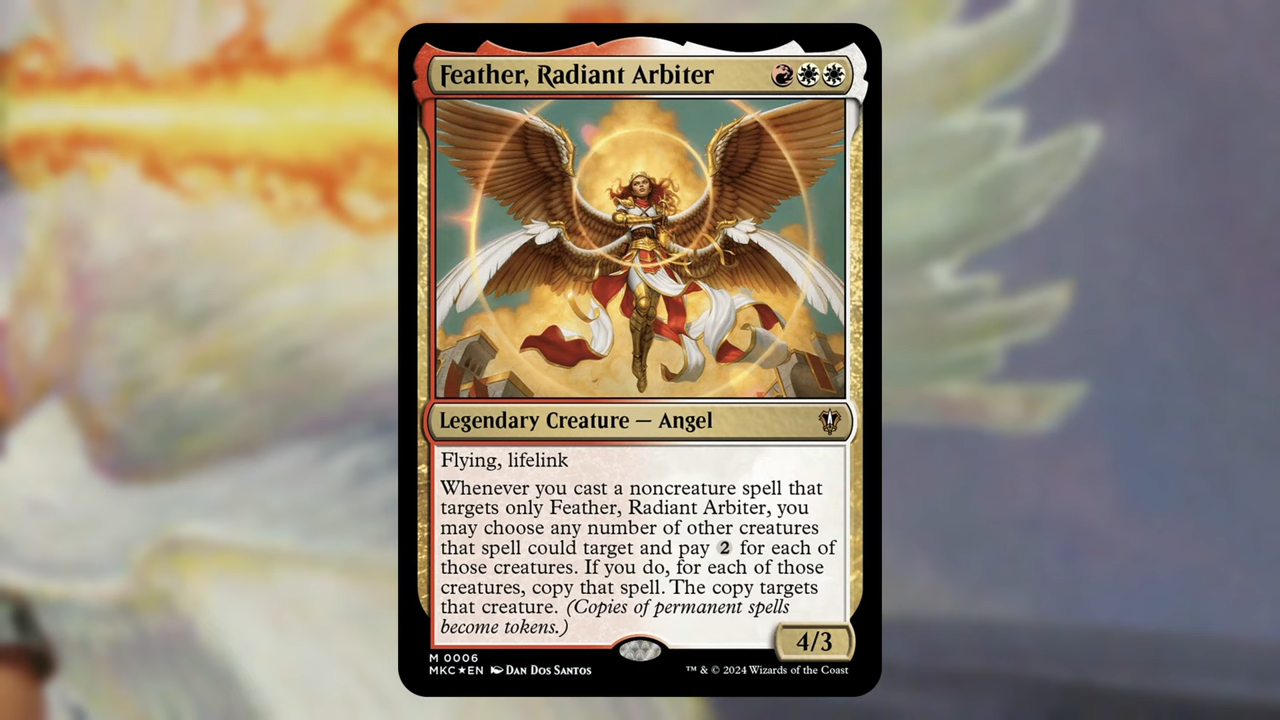 Feather, Radiant Arbiter
Legendary Creature — Angel
Flying, lifelink
Whenever you cast a noncreature spell that
targets only Feather, Radiant Arbiter, you
may choose any number of other creatures
that spell could target and pay 2 for each of
those creatures. If you do, for each of those
creatures, copy that spell. The copy targets
that creature. (Copies of permanent spells
become tokens.)
4/3
M 0006
MKC★EN Dan Dos Santos
™ & © 2024 Wizards of the Coast